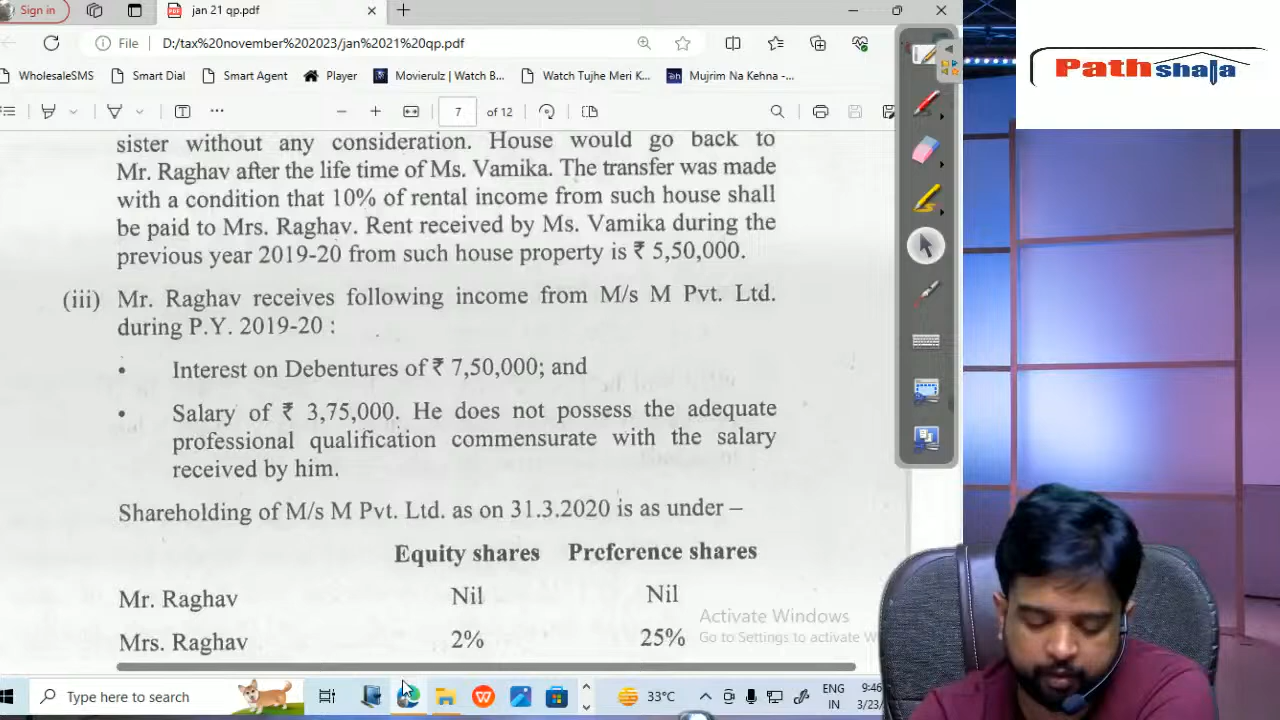 Sign in
jan 21 qp.pdf
File
D:/tax%20november%202023/jan%2021%20qp.pdf
WholesaleSMS
Smart Dial
Smart Agent
Player
Movierulz | Watch B...
Watch Tujhe Meri K...
Mujrim Na Kehna -...
7 of 12
Path shala
sister without any consideration. House would go back to
Mr. Raghav after the life time of Ms. Vamika. The transfer was made
with a condition that 10% of rental income from such house shall
be paid to Mrs. Raghav. Rent received by Ms. Vamika during the
previous year 2019-20 from such house property is ₹ 5,50,000.
(iii) Mr. Raghav receives following income from M/s M Pvt. Ltd.
during P.Y. 2019-20 :
• Interest on Debentures of ₹ 7,50,000; and
• Salary of ₹ 3,75,000. He does not possess the adequate
professional qualification commensurate with the salary
received by him.
Shareholding of M/s M Pvt. Ltd. as on 31.3.2020 is as under –
Equity shares Preference shares
Mr. Raghav Nil Nil
Mrs. Raghav 2% 25%
Activate Windows
Go to Settings to activate W
Type here to search
33°C
ENG
IN
9:46
3/23/